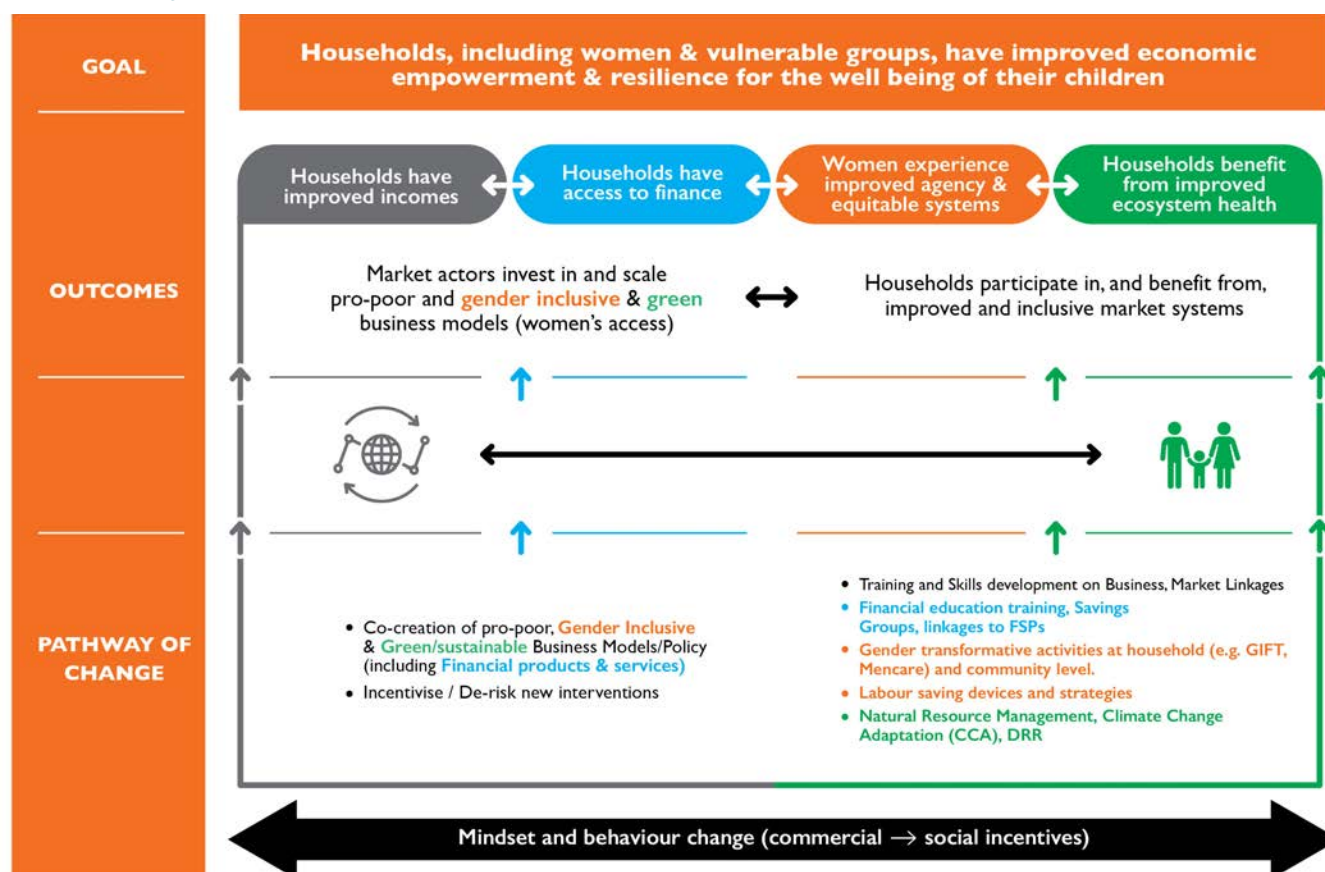 GOAL
Households, including women & vulnerable groups, have improved economic
empowerment & resilience for the well being of their children
Households have
improved incomes
Households have
access to finance
Women experience
improved agency &
equitable systems
Households benefit
from improved
ecosystem health
OUTCOMES
Market actors invest in and scale
pro-poor and gender inclusive & green
business models (women's access)
Households participate in, and benefit from,
improved and inclusive market systems
PATHWAY OF
CHANGE
• Co-creation of pro-poor, Gender Inclusive
& Green/sustainable Business Models/Policy
(including Financial products & services)
• Incentivise / De-risk new interventions
• Training and Skills development on Business, Market Linkages
• Financial education training, Savings
Groups, linkages to FSPs
• Gender transformative activities at household (e.g. GIFT,
Mencare) and community level.
• Labour saving devices and strategies
• Natural Resource Management, Climate Change
Adaptation (CCA), DRR
Mindset and behaviour change (commercial → social incentives)